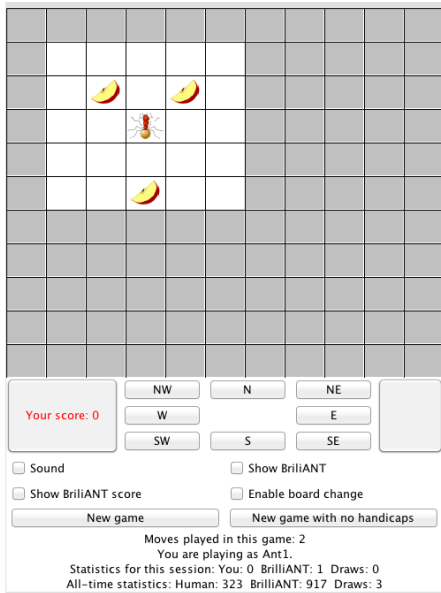 NW N NE
Your score: 0 W E
SW S SE
Sound Show BriliANT
Show BriliANT score Enable board change
New game New game with no handicaps
Moves played in this game: 2
You are playing as Ant1.
Statistics for this session: You: 0 BriliANT: 1 Draws: 0
All-time statistics: Human: 323 BriliANT: 917 Draws: 3